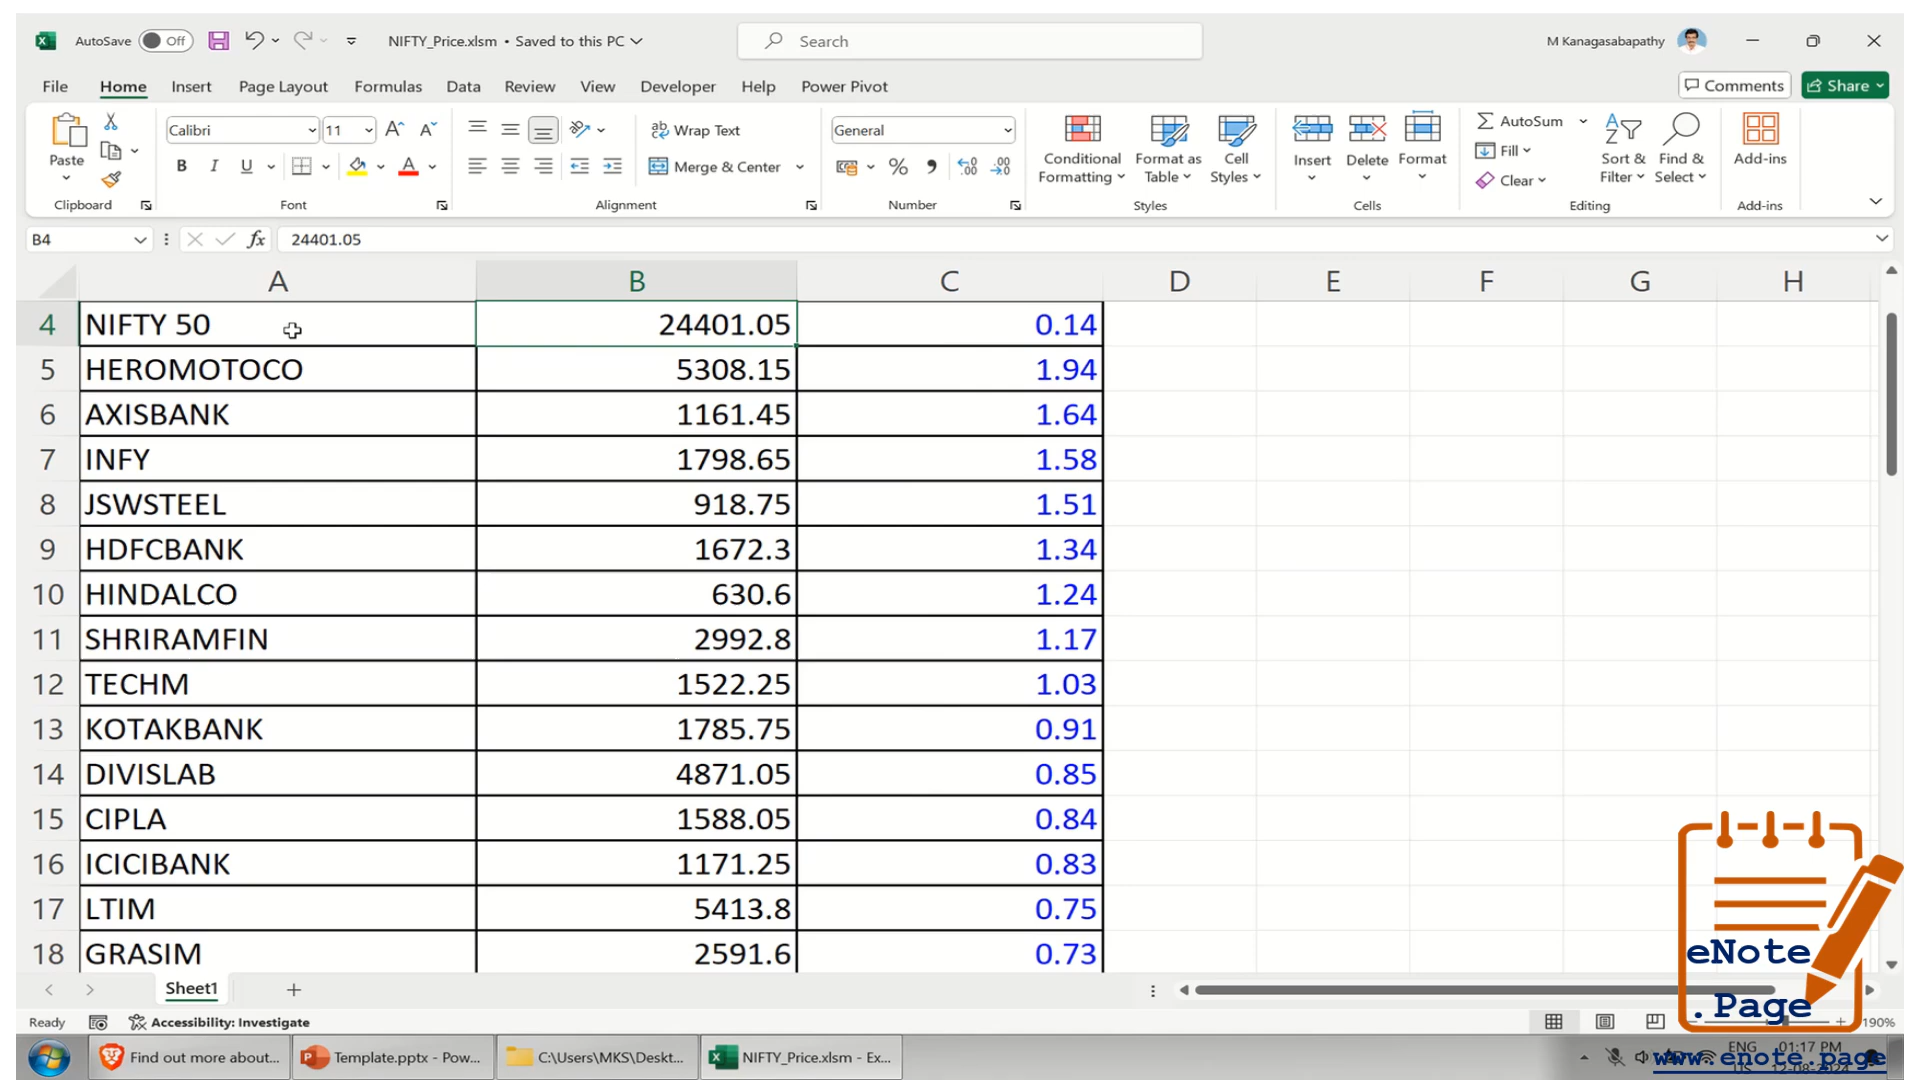 AutoSave Off NIFTY_Price.xlsm • Saved to this PC Search M Kanagasabapathy
File Home Insert Page Layout Formulas Data Review View Developer Help Power Pivot Comments Share
Paste Calibri 11 Wrap Text General Conditional Formatting Format as Table Cell Styles Insert Delete Format AutoSum Sort & Filter Find & Select Add-ins
B I U Merge & Center Fill
Clear
Clipboard Font Alignment Number Styles Cells Editing Add-ins
B4 fx 24401.05
A B C D E F G H
4 NIFTY 50 24401.05 0.14
5 HEROMOTOCO 5308.15 1.94
6 AXISBANK 1161.45 1.64
7 INFY 1798.65 1.58
8 JSWSTEEL 918.75 1.51
9 HDFCBANK 1672.3 1.34
10 HINDALCO 630.6 1.24
11 SHRIRAMFIN 2992.8 1.17
12 TECHM 1522.25 1.03
13 KOTAKBANK 1785.75 0.91
14 DIVISLAB 4871.05 0.85
15 CIPLA 1588.05 0.84
16 ICICIBANK 1171.25 0.83
17 LTIM 5413.8 0.75
18 GRASIM 2591.6 0.73
eNote
.Page
Sheet1
Ready Accessibility: Investigate 190%
Find out more about... Template.pptx - Pow... C:\Users\MKS\Deskt... NIFTY_Price.xlsm - Ex... ENG 01:17 PM
www.enote.page